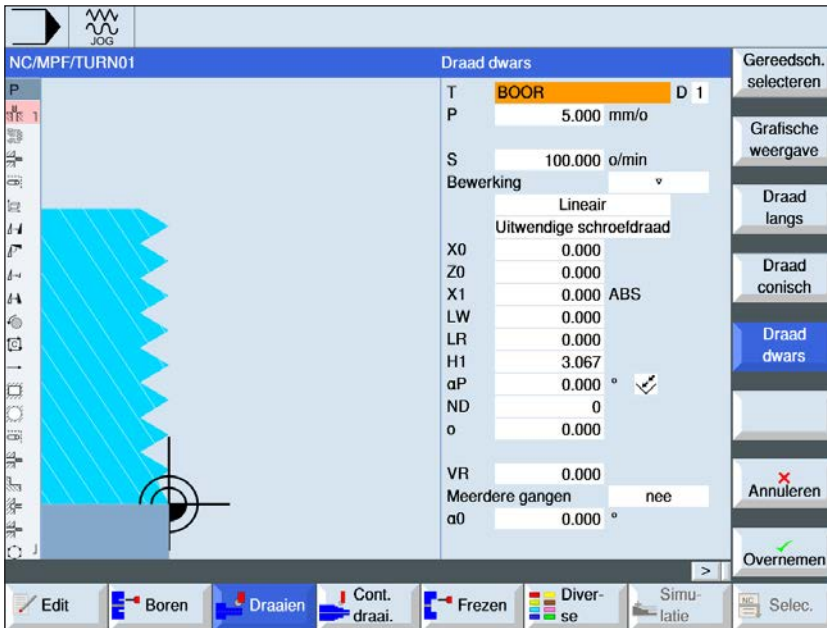 JOG
NC/MPF/TURN01
Draad dwars
P
1
T BOOR D 1
P 5.000 mm/o
S 100.000 o/min
Bewerking ▿
Lineair
Uitwendige schroefdraad
X0 0.000
Z0 0.000
X1 0.000 ABS
LW 0.000
LR 0.000
H1 3.067
αP 0.000 °
ND 0
o 0.000
VR 0.000
Meerdere gangen nee
α0 0.000 °
>
Gereedsch.
selecteren
Grafische
weergave
Draad
langs
Draad
conisch
Draad
dwars
Annuleren
Overnemen
Edit
Boren
Draaien
Cont.
draai.
Frezen
Diver-
se
Simu-
latie
NC
Selec.